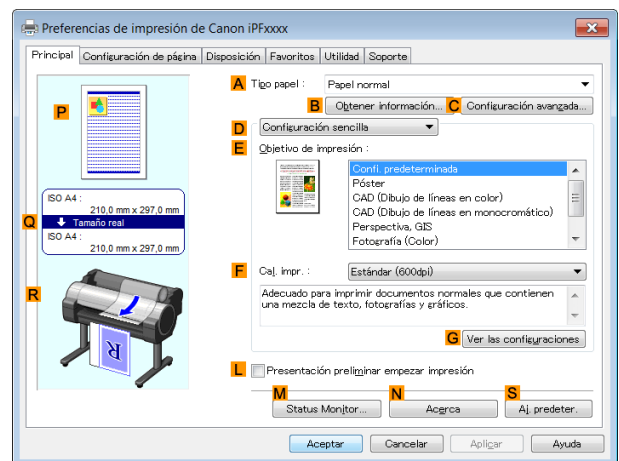 Preferencias de impresión de Canon iPFxxxx
Principal Configuración de página Disposición Favoritos Utilidad Soporte
A Tipo papel : Papel normal
B Obtener información... C Configuración avanzada...
P
D Configuración sencilla
E Objetivo de impresión :
Confi. predeterminada
Póster
CAD (Dibujo de líneas en color)
CAD (Dibujo de líneas en monocromático)
Perspectiva, GIS
Fotografía (Color)
ISO A4 :
210,0 mm x 297,0 mm
Q Tamaño real
ISO A4 :
210,0 mm x 297,0 mm
F Cal. impr. : Estándar (600dpi)
R
Adecuado para imprimir documentos normales que contienen
una mezcla de texto, fotografías y gráficos.
G Ver las configuraciones
L Presentación preliminar empezar impresión
M N S
Status Monitor... Acerca Aj. predeter.
Aceptar Cancelar Aplicar Ayuda